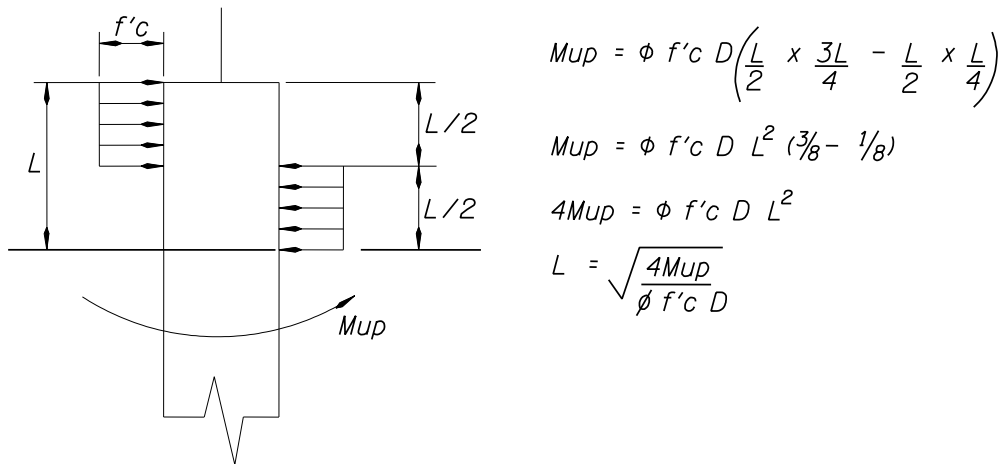 f'c
L
L/2
L/2
Mup
Mup = ϕ f'c D(L/2 x 3L/4 - L/2 x L/4)
Mup = ϕ f'c D L² (3/8 - 1/8)
4Mup = ϕ f'c D L²
L = √(4Mup/ϕ f'c D)